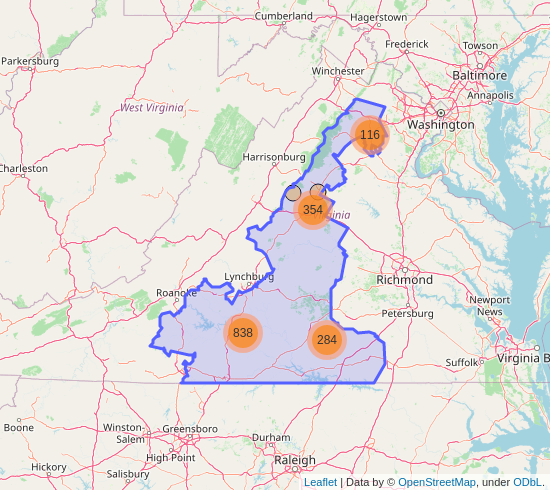 Cumberland
Hagerstown
Parkersburg
Frederick
Towson
Winchester
Baltimore
Annapolis
West Virginia
116
Washington
Harrisonburg
Charleston
354
inia
Lynchburg
Roanoke
Richmond
Newport
News
Petersburg
838
284
Suffolk
Virginia B
Boone
Winston-
Salem
Greensboro
Durham
High Point
Raleigh
Hickory
Salisbury
Leaflet | Data by © OpenStreetMap, under ODbL.